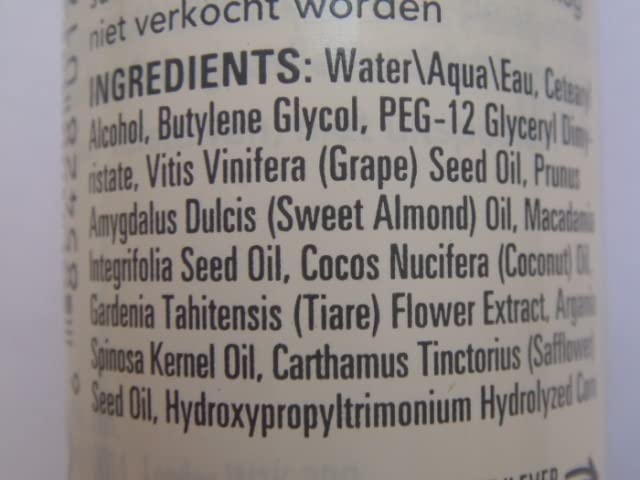 niet verkocht worden
INGREDIENTS: Water\Aqua\Eau, Ceteary
Alcohol, Butylene Glycol, PEG-12 Glyceryl Dimy-
ristate, Vitis Vinifera (Grape) Seed Oil, Prunus
Amygdalus Dulcis (Sweet Almond) Oil, Macadamia
Integrifolia Seed Oil, Cocos Nucifera (Coconut) Oil,
Gardenia Tahitensis (Tiare) Flower Extract, Argania
Spinosa Kernel Oil, Carthamus Tinctorius (Safflower)
Seed Oil, Hydroxypropyltrimonium Hydrolyzed Corn